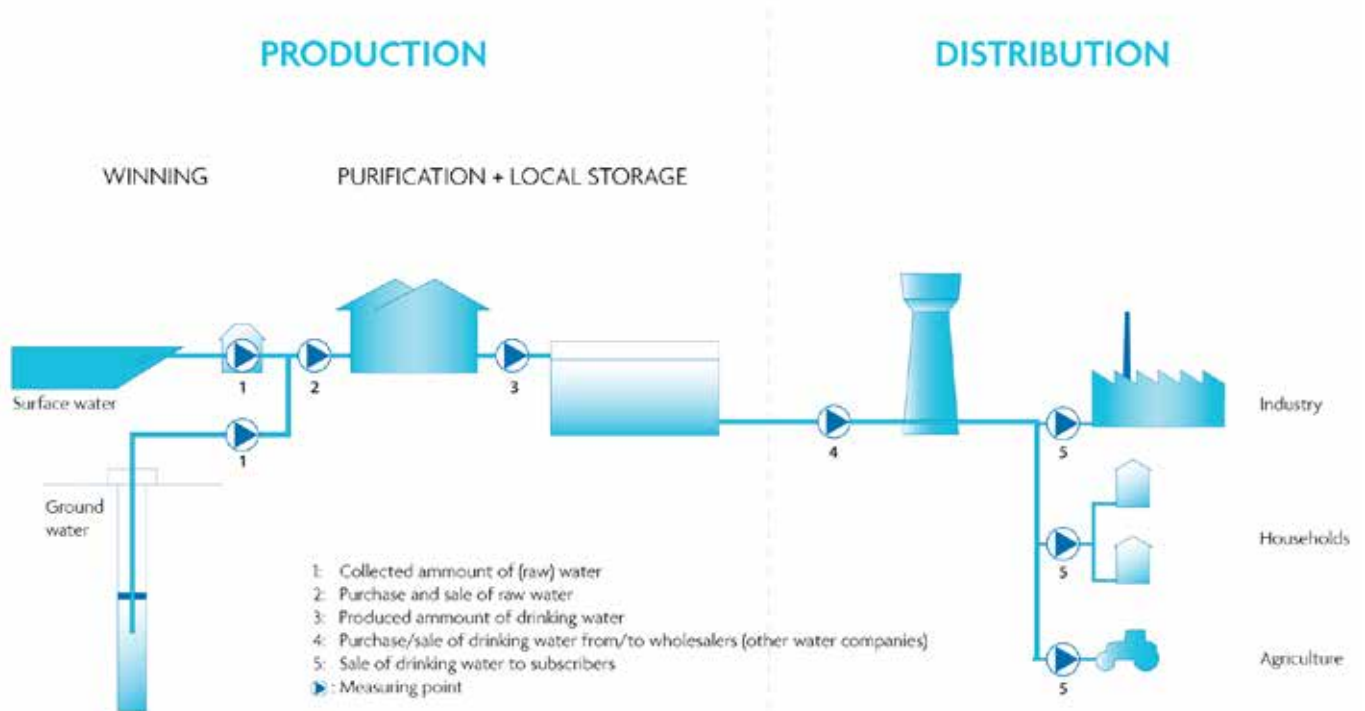 PRODUCTION
DISTRIBUTION
WINNING
PURIFICATION + LOCAL STORAGE
1
2
3
Surface water
1
4
5
Industry
Ground
water
5
Households
5
Agriculture
1: Collected ammount of (raw) water
2: Purchase and sale of raw water
3: Produced ammount of drinking water
4: Purchase/sale of drinking water from/to wholesalers (other water companies)
5: Sale of drinking water to subscribers
: Measuring point